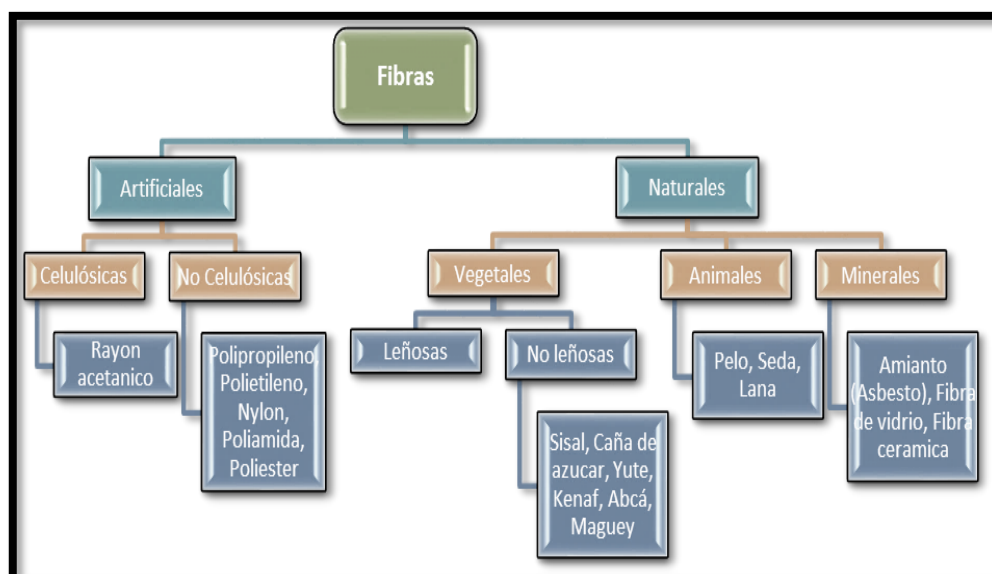 Fibras
Artificiales
Naturales
Celulósicas
No Celulósicas
Vegetales
Animales
Minerales
Rayon
acetanico
Polipropileno,
Polietileno,
Nylon,
Poliamida,
Poliester
Leñosas
No leñosas
Sisal, Caña de
azucar, Yute,
Kenaf, Abcá,
Maguey
Pelo, Seda,
Lana
Amianto
(Asbesto), Fibra
de vidrio, Fibra
ceramica